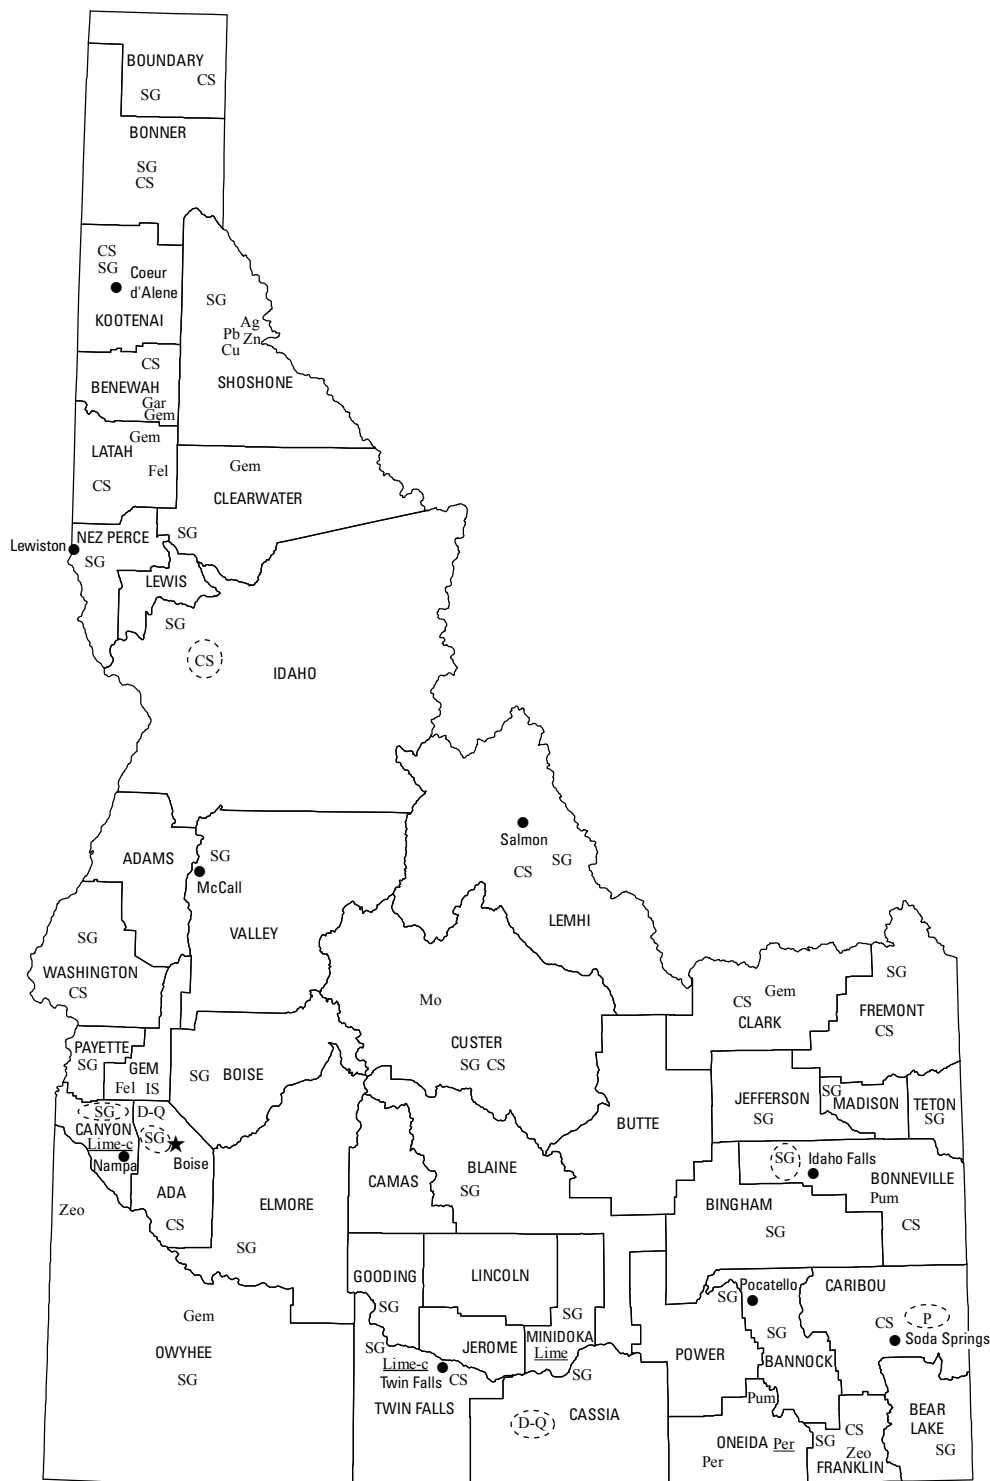 BOUNDARY
CS
SG
BONNER
SG
CS
CS
SG
Coeur
d'Alene
KOOTENAI
SG
Ag
Pb
Zn
Cu
SHOSHONE
CS
BENEWAH
Gar
Gem
Gem
LATAH
Fel
CS
Gem
CLEARWATER
SG
NEZ PERCE
Lewiston
SG
LEWIS
SG
CS
IDAHO
Salmon
CS
SG
LEMHI
ADAMS
SG
McCall
VALLEY
SG
WASHINGTON
CS
Mo
CUSTER
SG CS
CS
Gem
CLARK
SG
FREMONT
CS
PAYETTE
SG
GEM
Fel
IS
SG
BOISE
BUTTE
JEFFERSON
SG
SG
MADISON
TETON
SG
SG
D-Q
CANYON
Lime-c
Nampa
SG
Boise
ADA
CS
Zeo
ELMORE
SG
CAMAS
BLAINE
SG
SG
Idaho Falls
BONNEVILLE
Pum
CS
BINGHAM
SG
GOODING
SG
LINCOLN
SG
MINIDOKA
Lime
JEROME
SG
Lime-c
Twin Falls
CS
TWIN FALLS
Gem
OWYHEE
SG
SG
D-Q
CASSIA
Pocatello
SG
SG
POWER
BANNOCK
CARIBOU
CS
P
Soda Springs
Pum
ONEIDA
Per
Per
SG
CS
Zeo
FRANKLIN
BEAR
LAKE
SG